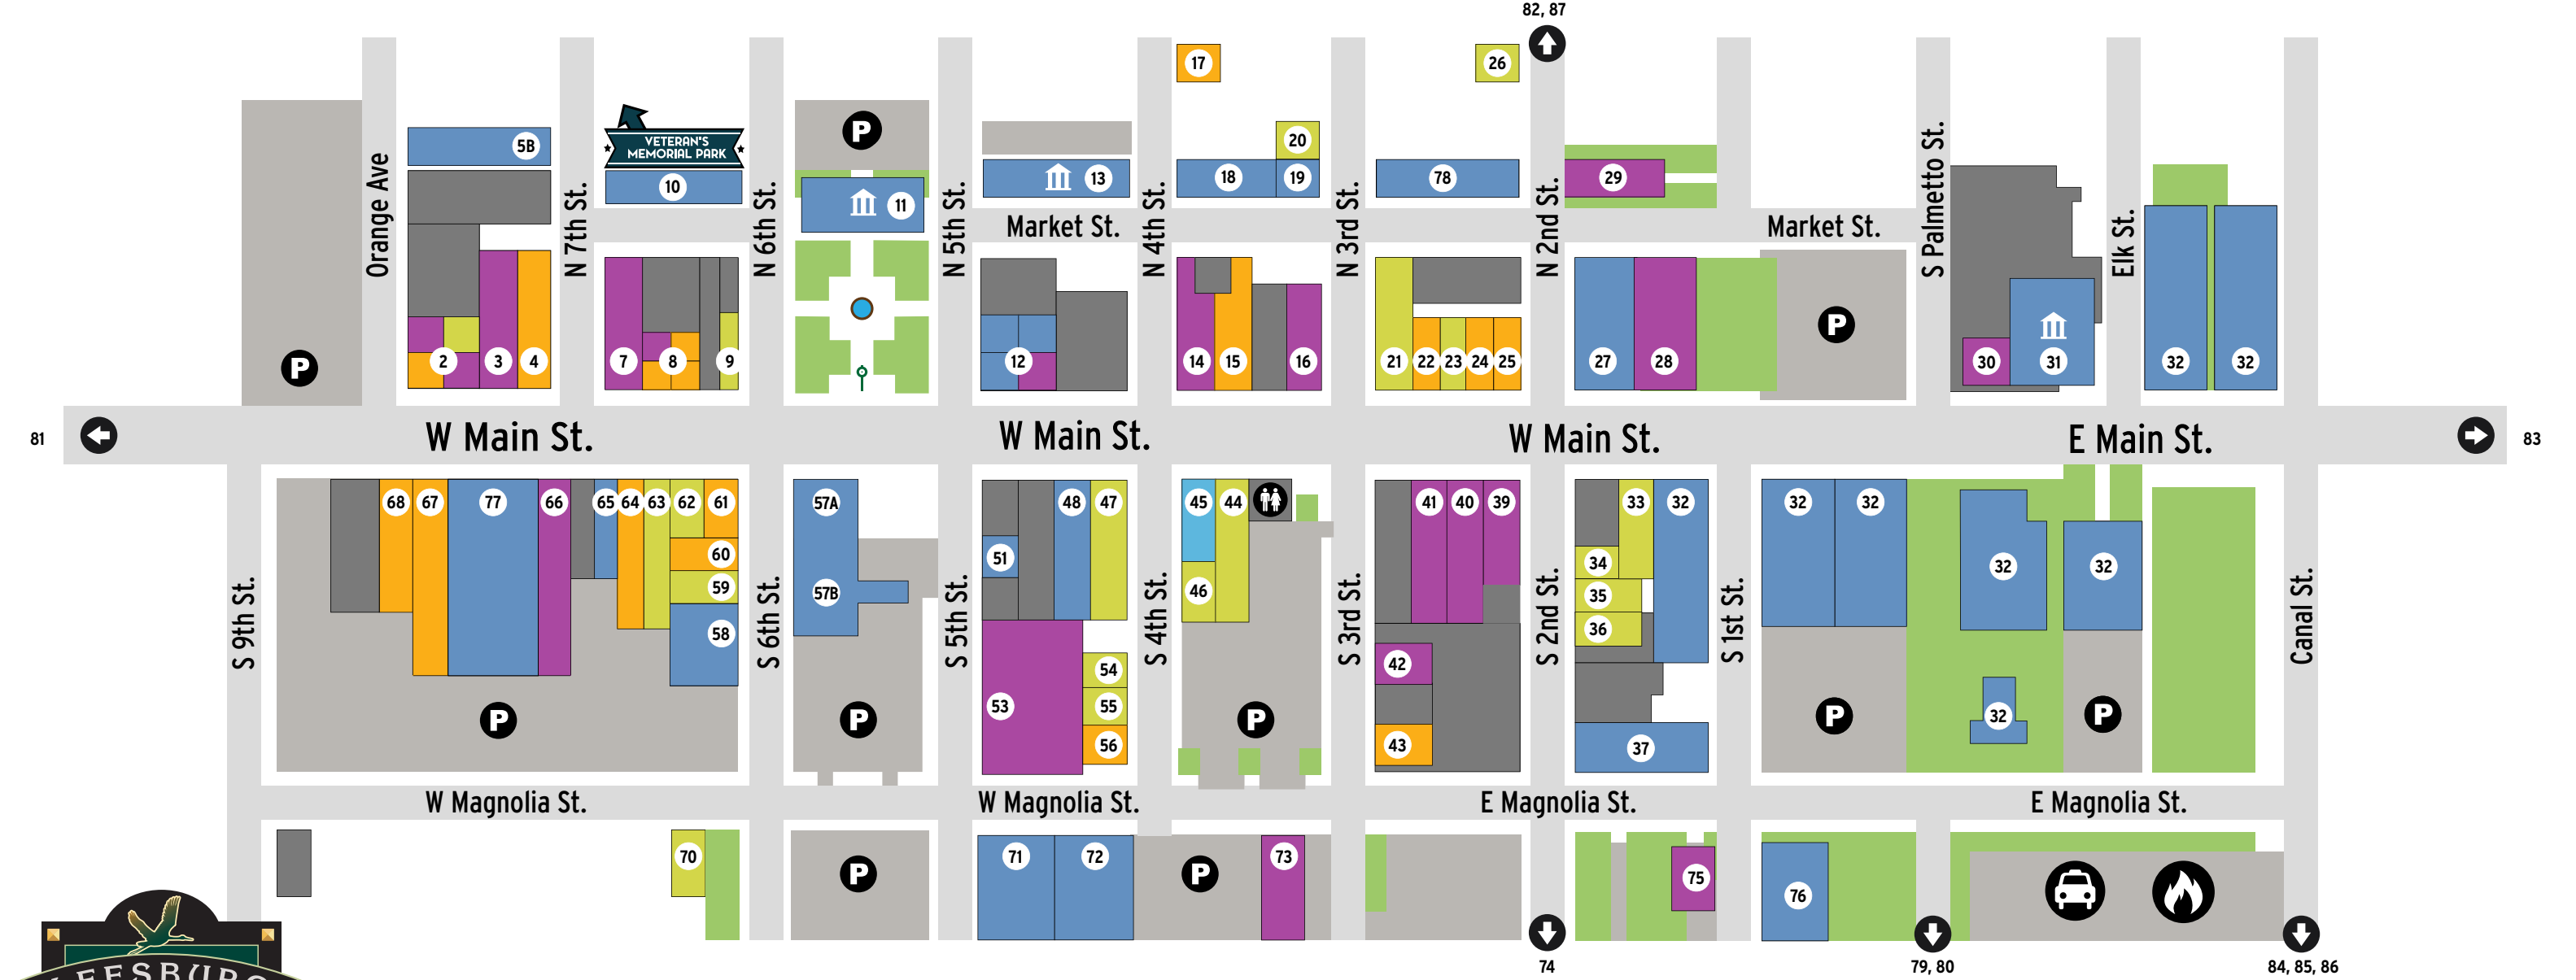 82, 87
17
26
5B
VETERAN'S
MEMORIAL PARK
P
20
10
11
13
18
19
78
29
Orange Ave
N 7th St.
N 6th St.
N 5th St.
Market St.
N 4th St.
N 3rd St.
N 2nd St.
Market St.
S Palmetto St.
Elk St.
P
P
2
3
4
7
8
9
12
14
15
16
21
22
23
24
25
27
28
30
31
32
32
81
W Main St.
W Main St.
W Main St.
E Main St.
83
68
67
77
66
65
64
63
62
61
60
59
58
57A
57B
51
48
47
45
44
46
41
40
39
33
32
34
35
36
32
32
32
32
S 9th St.
S 6th St.
S 5th St.
S 4th St.
S 3rd St.
S 2nd St.
S 1st St.
Canal St.
53
54
55
56
42
43
37
32
P
P
P
P
P
W Magnolia St.
W Magnolia St.
E Magnolia St.
E Magnolia St.
70
P
71
72
P
73
75
76
74
79, 80
84, 85, 86
LEESBURG